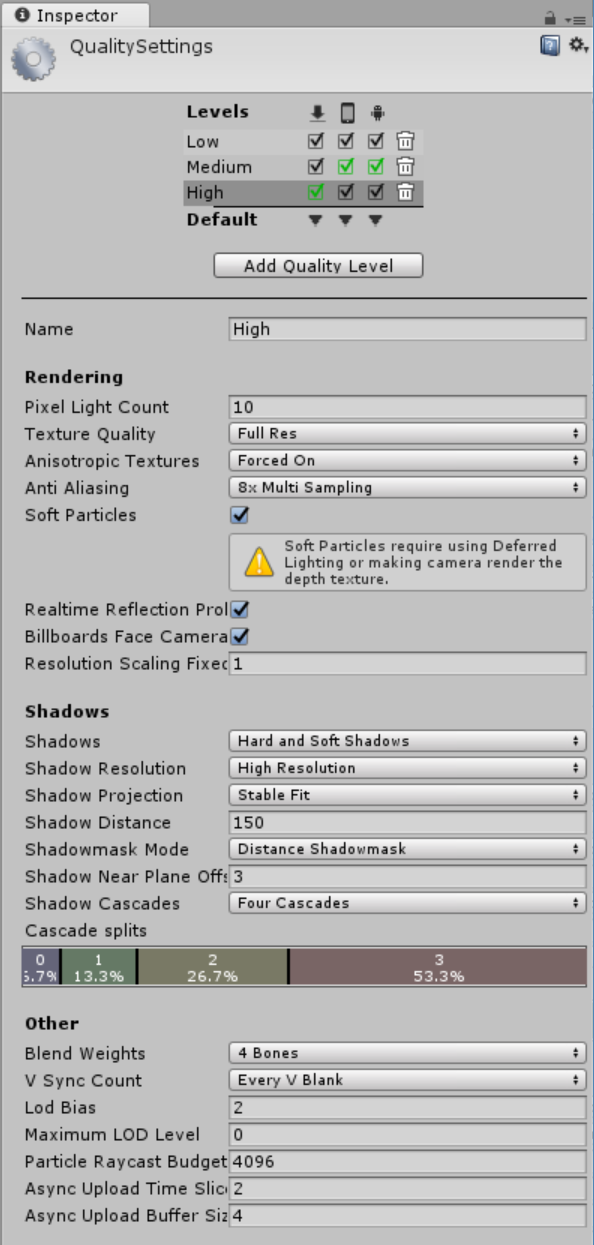 Inspector
QualitySettings
Levels
Low
Medium
High
Default
Add Quality Level
Name High
Rendering
Pixel Light Count 10
Texture Quality Full Res
Anisotropic Textures Forced On
Anti Aliasing 8x Multi Sampling
Soft Particles
Soft Particles require using Deferred
Lighting or making camera render the
depth texture.
Realtime Reflection Prol
Billboards Face Camera
Resolution Scaling Fixec 1
Shadows
Shadows Hard and Soft Shadows
Shadow Resolution High Resolution
Shadow Projection Stable Fit
Shadow Distance 150
Shadowmask Mode Distance Shadowmask
Shadow Near Plane Offs 3
Shadow Cascades Four Cascades
Cascade splits
0 1 2 3
6.7% 13.3% 26.7% 53.3%
Other
Blend Weights 4 Bones
V Sync Count Every V Blank
Lod Bias 2
Maximum LOD Level 0
Particle Raycast Budget 4096
Async Upload Time Slic 2
Async Upload Buffer Siz 4